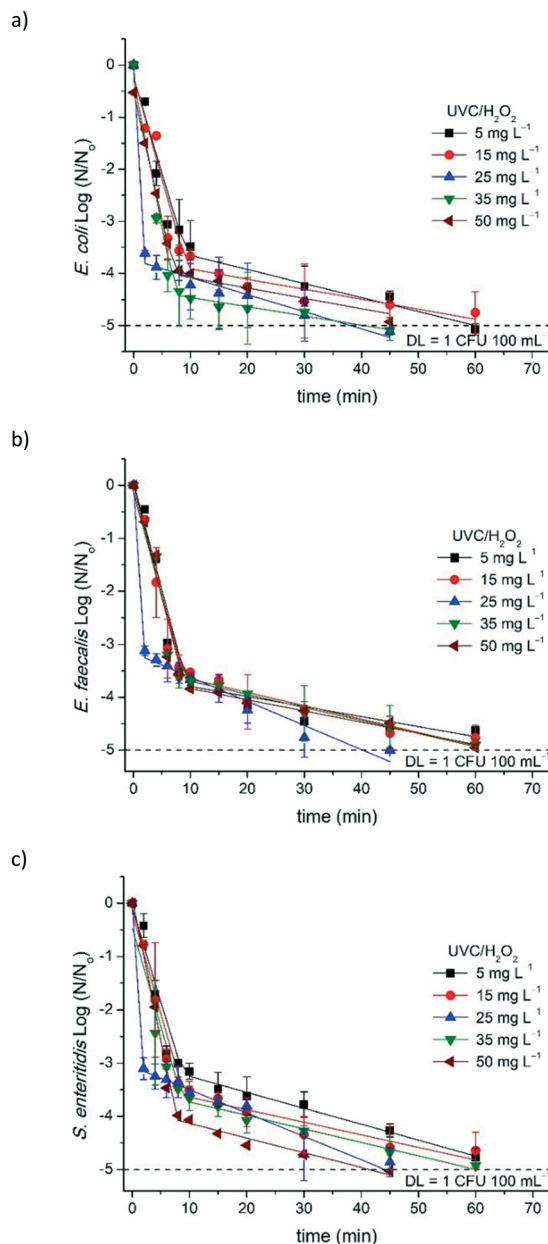 a)
E. coli Log (N/No)
0
-1
-2
-3
-4
-5
UVC/H2O2
5 mg L−1
15 mg L−1
25 mg L−1
35 mg L−1
50 mg L−1
DL = 1 CFU 100 mL−1
0 10 20 30 40 50 60 70
time (min)
b)
E. faecalis Log (N/No)
0
-1
-2
-3
-4
-5
UVC/H2O2
5 mg L 1
15 mg L−1
25 mg L−1
35 mg L−1
50 mg L−1
DL = 1 CFU 100 mL−1
0 10 20 30 40 50 60 70
time (min)
c)
S. enteritidis Log (N/No)
0
-1
-2
-3
-4
-5
UVC/H2O2
5 mg L 1
15 mg L−1
25 mg L−1
35 mg L−1
50 mg L−1
DL = 1 CFU 100 mL−1
0 10 20 30 40 50 60 70
time (min)